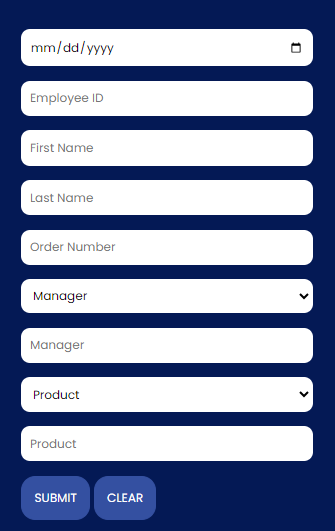 mm/dd/yyyy
Employee ID
First Name
Last Name
Order Number
Manager
Manager
Product
Product
SUBMIT CLEAR